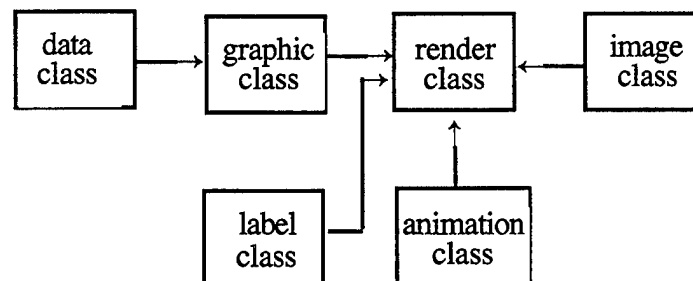 data
class
graphic
class
render
class
image
class
label
class
animation
class